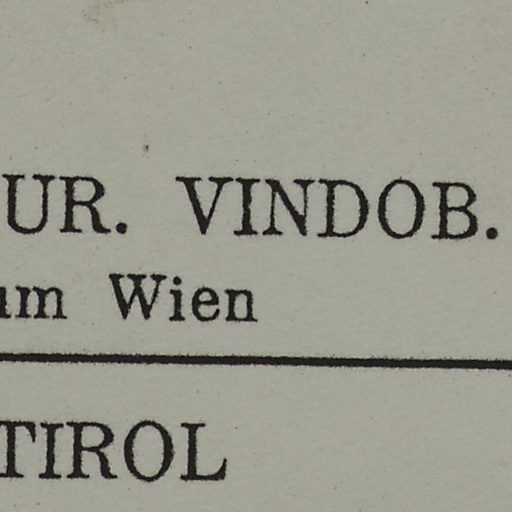 UR. VINDOB.
um Wien
TIROL